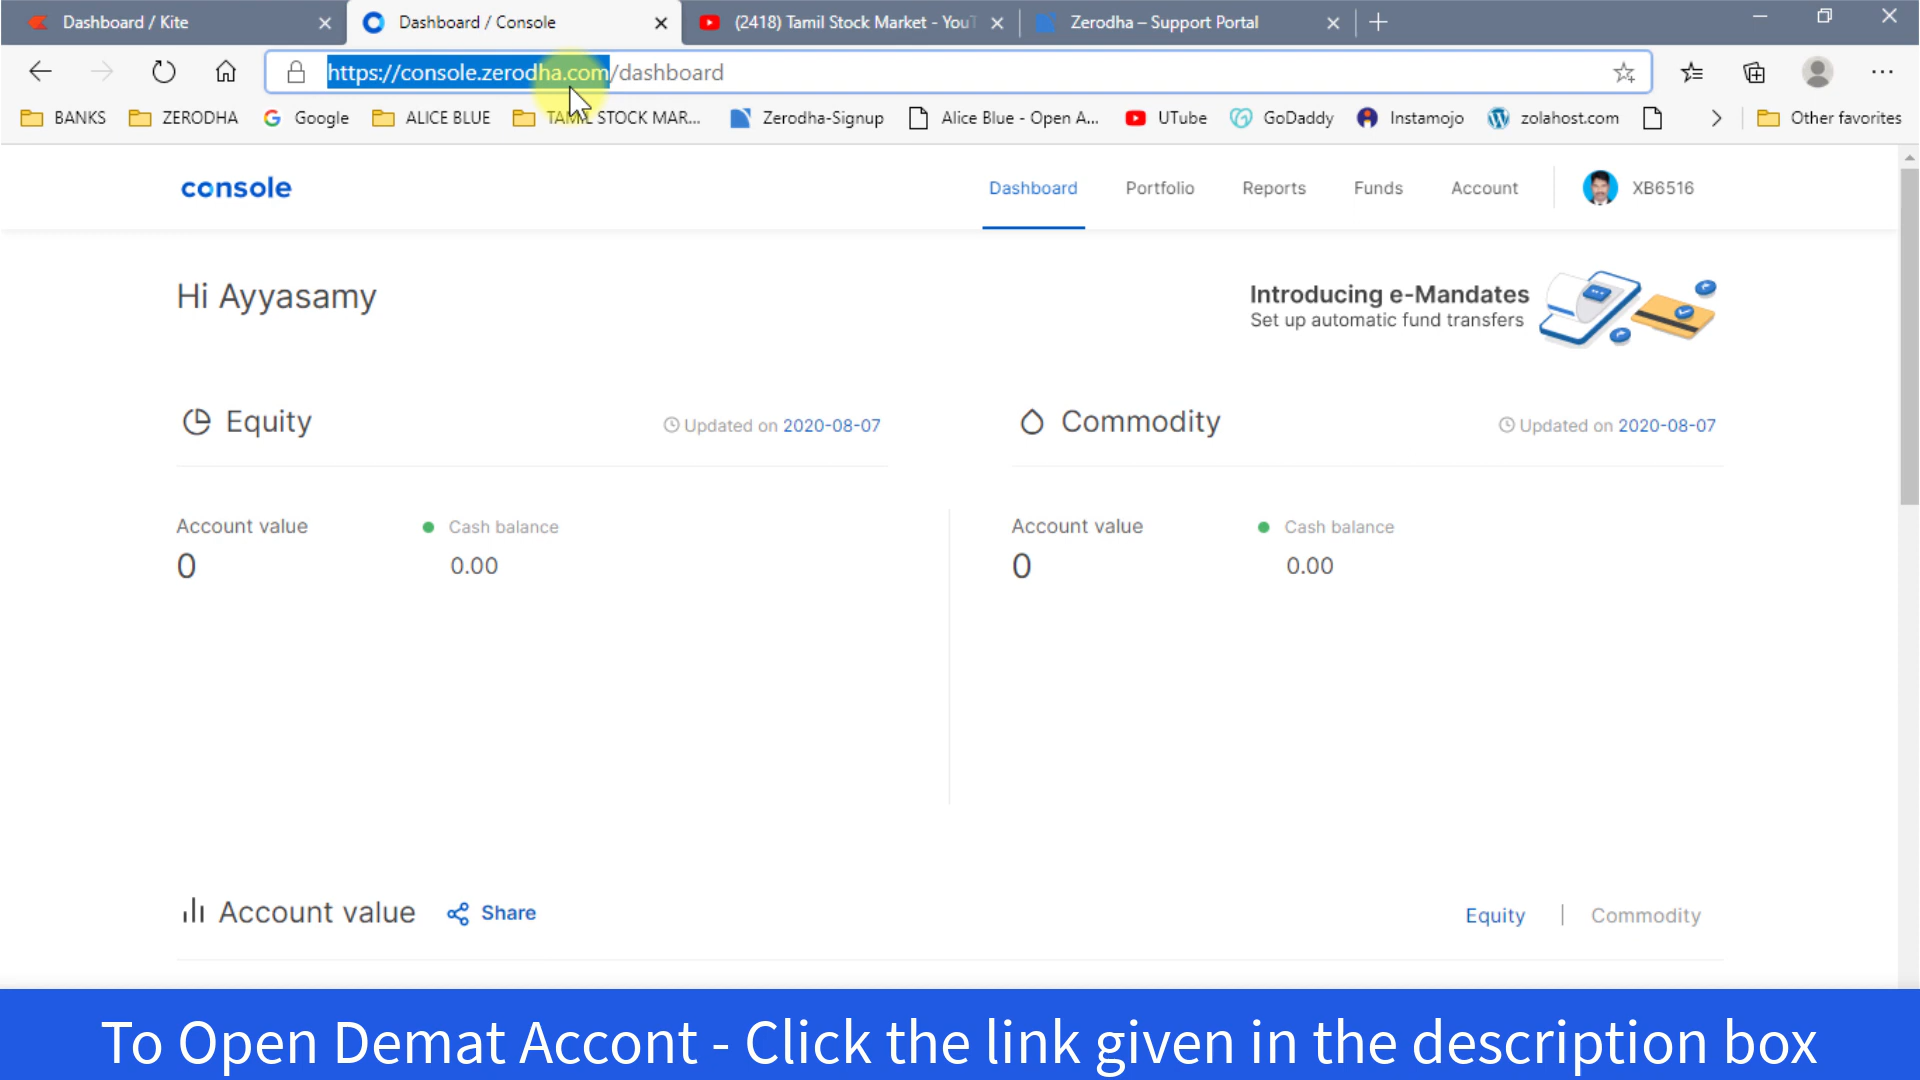 Dashboard / Kite
Dashboard / Console
(2418) Tamil Stock Market - YouT
Zerodha – Support Portal
https://console.zerodha.com/dashboard
BANKS
ZERODHA
Google
ALICE BLUE
TAMIL STOCK MAR...
Zerodha-Signup
Alice Blue - Open A...
UTube
GoDaddy
Instamojo
zolahost.com
Other favorites
console
Dashboard
Portfolio
Reports
Funds
Account
XB6516
Hi Ayyasamy
Introducing e-Mandates
Set up automatic fund transfers
Equity
Updated on 2020-08-07
Commodity
Updated on 2020-08-07
Account value
Cash balance
0
0.00
Account value
Cash balance
0
0.00
Account value
Share
Equity | Commodity
To Open Demat Accont - Click the link given in the description box